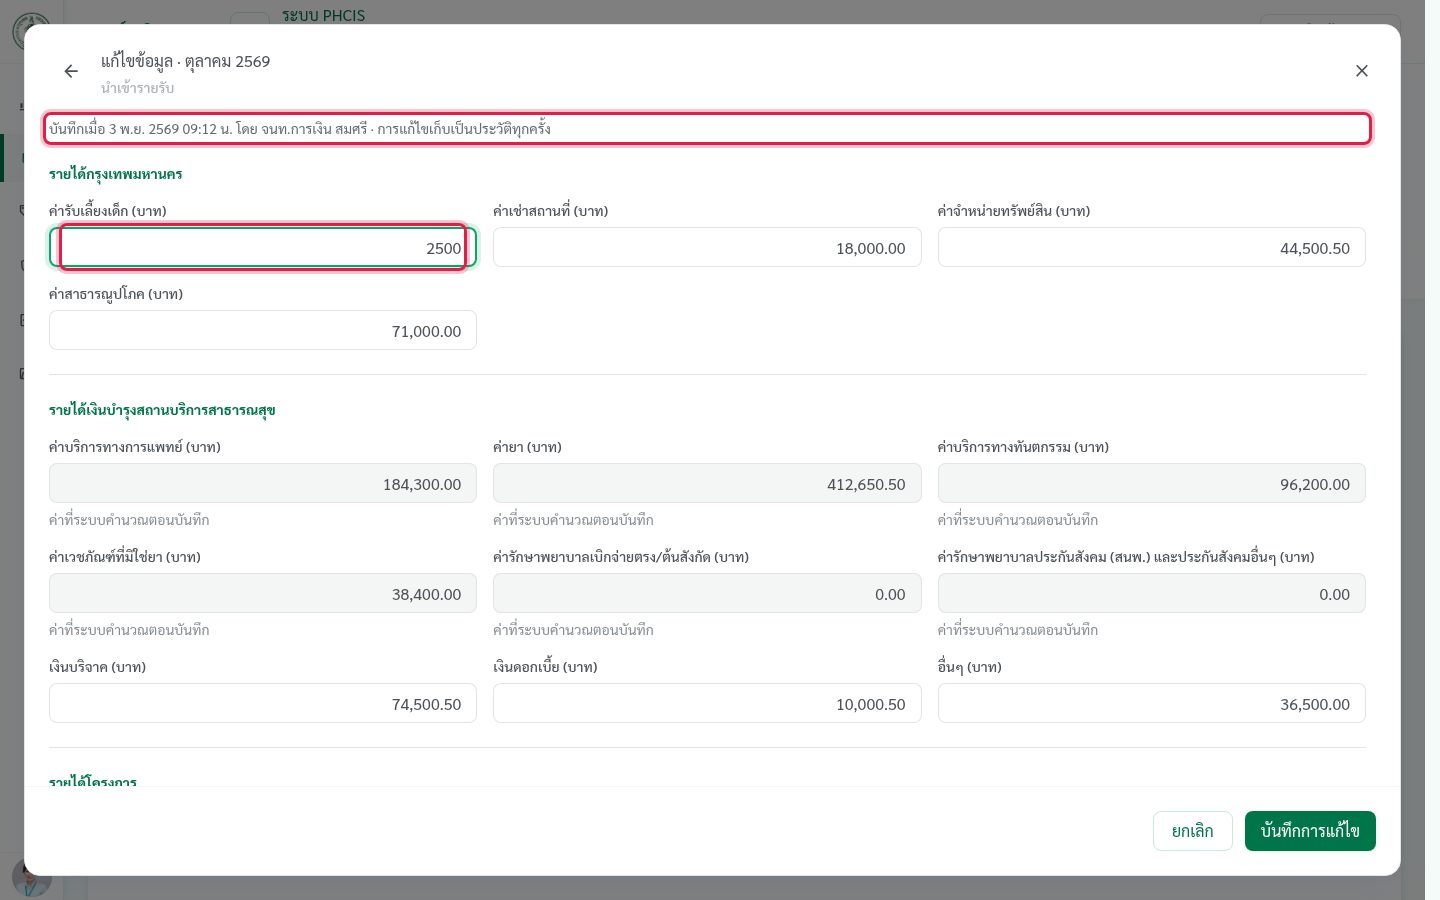 ระบบ PHCIS
แก้ไขข้อมูล · ตุลาคม 2569
นำเข้ารายรับ
บันทึกเมื่อ 3 พ.ย. 2569 09:12 น. โดย จนท.การเงิน สมศรี · การแก้ไขเก็บเป็นประวัติทุกครั้ง
รายได้กรุงเทพมหานคร
ค่ารับเลี้ยงเด็ก (บาท) ค่าเช่าสถานที่ (บาท) ค่าจำหน่ายทรัพย์สิน (บาท)
2500 18,000.00 44,500.50
ค่าสาธารณูปโภค (บาท)
71,000.00
รายได้เงินบำรุงสถานบริการสาธารณสุข
ค่าบริการทางการแพทย์ (บาท) ค่ายา (บาท) ค่าบริการทางทันตกรรม (บาท)
184,300.00 412,650.50 96,200.00
ค่าที่ระบบคำนวณตอนบันทึก ค่าที่ระบบคำนวณตอนบันทึก ค่าที่ระบบคำนวณตอนบันทึก
ค่าเวชภัณฑ์ที่มิใช่ยา (บาท) ค่ารักษาพยาบาลเบิกจ่ายตรง/ต้นสังกัด (บาท) ค่ารักษาพยาบาลประกันสังคม (สนพ.) และประกันสังคมอื่นๆ (บาท)
38,400.00 0.00 0.00
ค่าที่ระบบคำนวณตอนบันทึก ค่าที่ระบบคำนวณตอนบันทึก ค่าที่ระบบคำนวณตอนบันทึก
เงินบริจาค (บาท) เงินดอกเบี้ย (บาท) อื่นๆ (บาท)
74,500.50 10,000.50 36,500.00
รายได้โครงการ
ยกเลิก บันทึกการแก้ไข